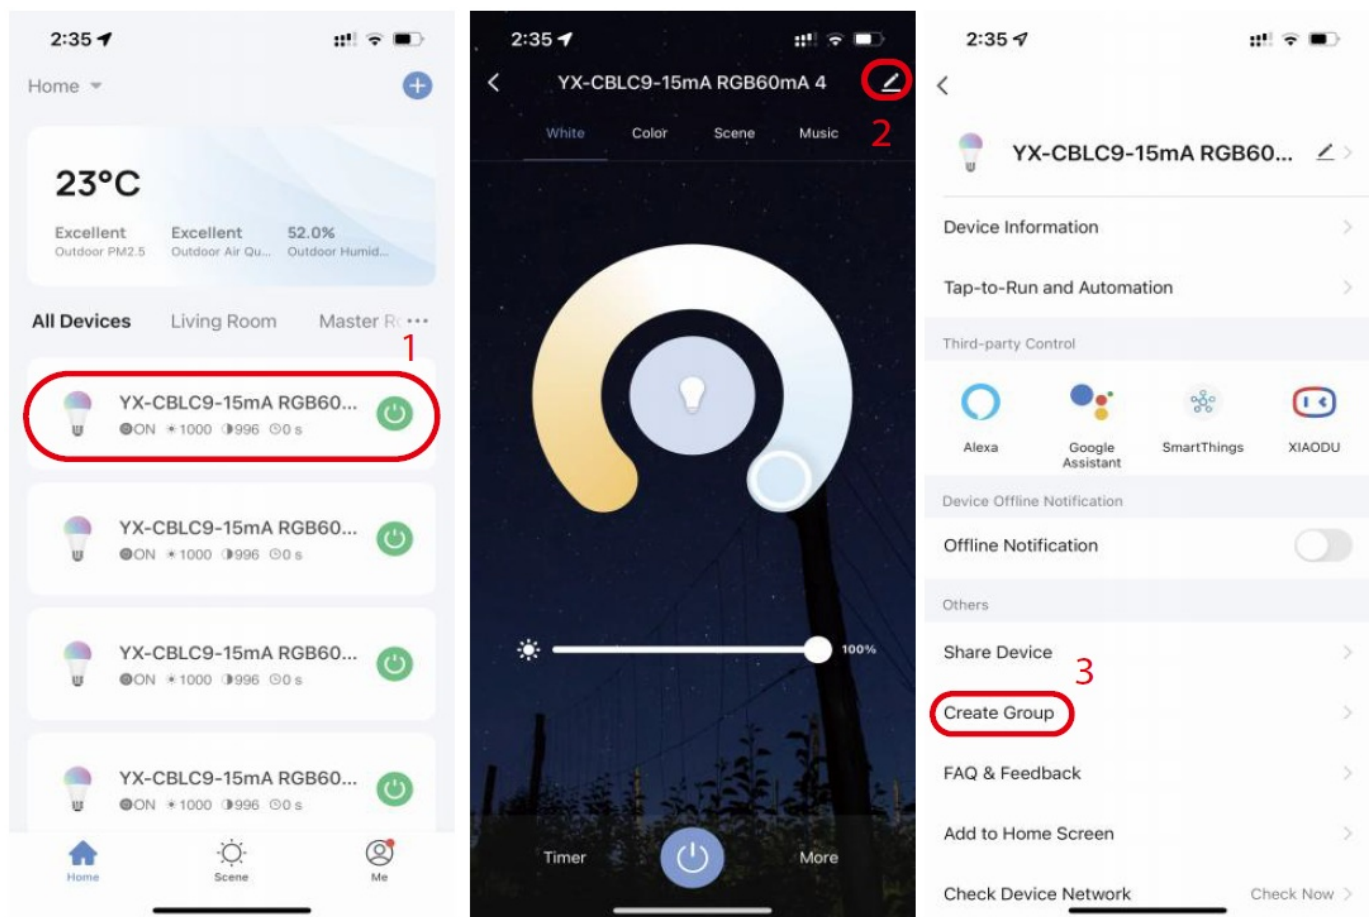 2:35
Home
23°C
Excellent
Outdoor PM2.5
Excellent
Outdoor Air Qu...
52.0%
Outdoor Humid...
All Devices
Living Room
Master R
1
YX-CBLC9-15mA RGB60...
ON 1000 996 0 s
YX-CBLC9-15mA RGB60...
ON 1000 996 0 s
YX-CBLC9-15mA RGB60...
ON 1000 996 0 s
YX-CBLC9-15mA RGB60...
ON 1000 996 0 s
Home
Scene
Me
2:35
YX-CBLC9-15mA RGB60mA 4
2
White
Color
Scene
Music
100%
Timer
More
2:35
YX-CBLC9-15mA RGB60...
Device Information
Tap-to-Run and Automation
Third-party Control
Alexa
Google
Assistant
SmartThings
XIAODU
Device Offline Notification
Offline Notification
Others
Share Device
3
Create Group
FAQ & Feedback
Add to Home Screen
Check Device Network
Check Now